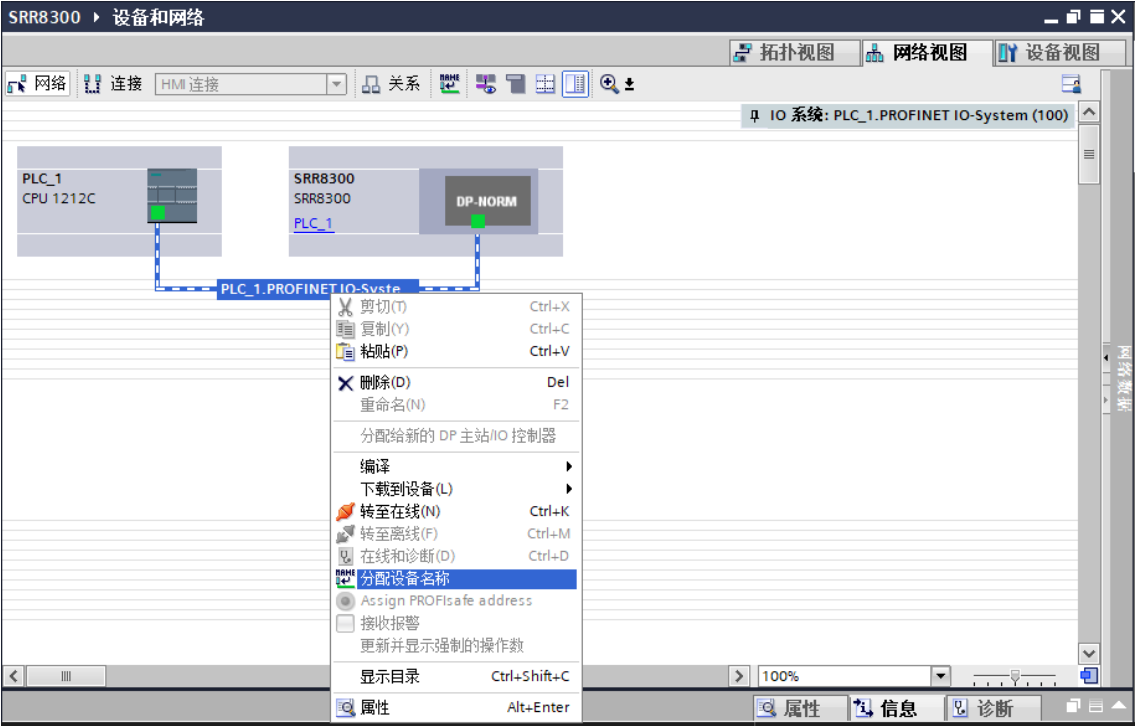 SRR8300 ▸ 设备和网络
拓扑视图 网络视图 设备视图
网络 连接 HMI 连接 关系
IO 系统: PLC_1.PROFINET IO-System (100)
PLC_1
CPU 1212C
SRR8300
SRR8300
PLC_1
DP-NORM
PLC_1.PROFINET IO-Syste
剪切(T) Ctrl+X
复制(Y) Ctrl+C
粘贴(P) Ctrl+V
删除(D) Del
重命名(N) F2
分配给新的 DP 主站/IO 控制器
编译
下载到设备(L)
转至在线(N) Ctrl+K
转至离线(F) Ctrl+M
在线和诊断(D) Ctrl+D
分配设备名称
Assign PROFIsafe address
接收报警
更新并显示强制的操作数
显示目录 Ctrl+Shift+C
属性 Alt+Enter
网络数据
100%
属性 信息 诊断